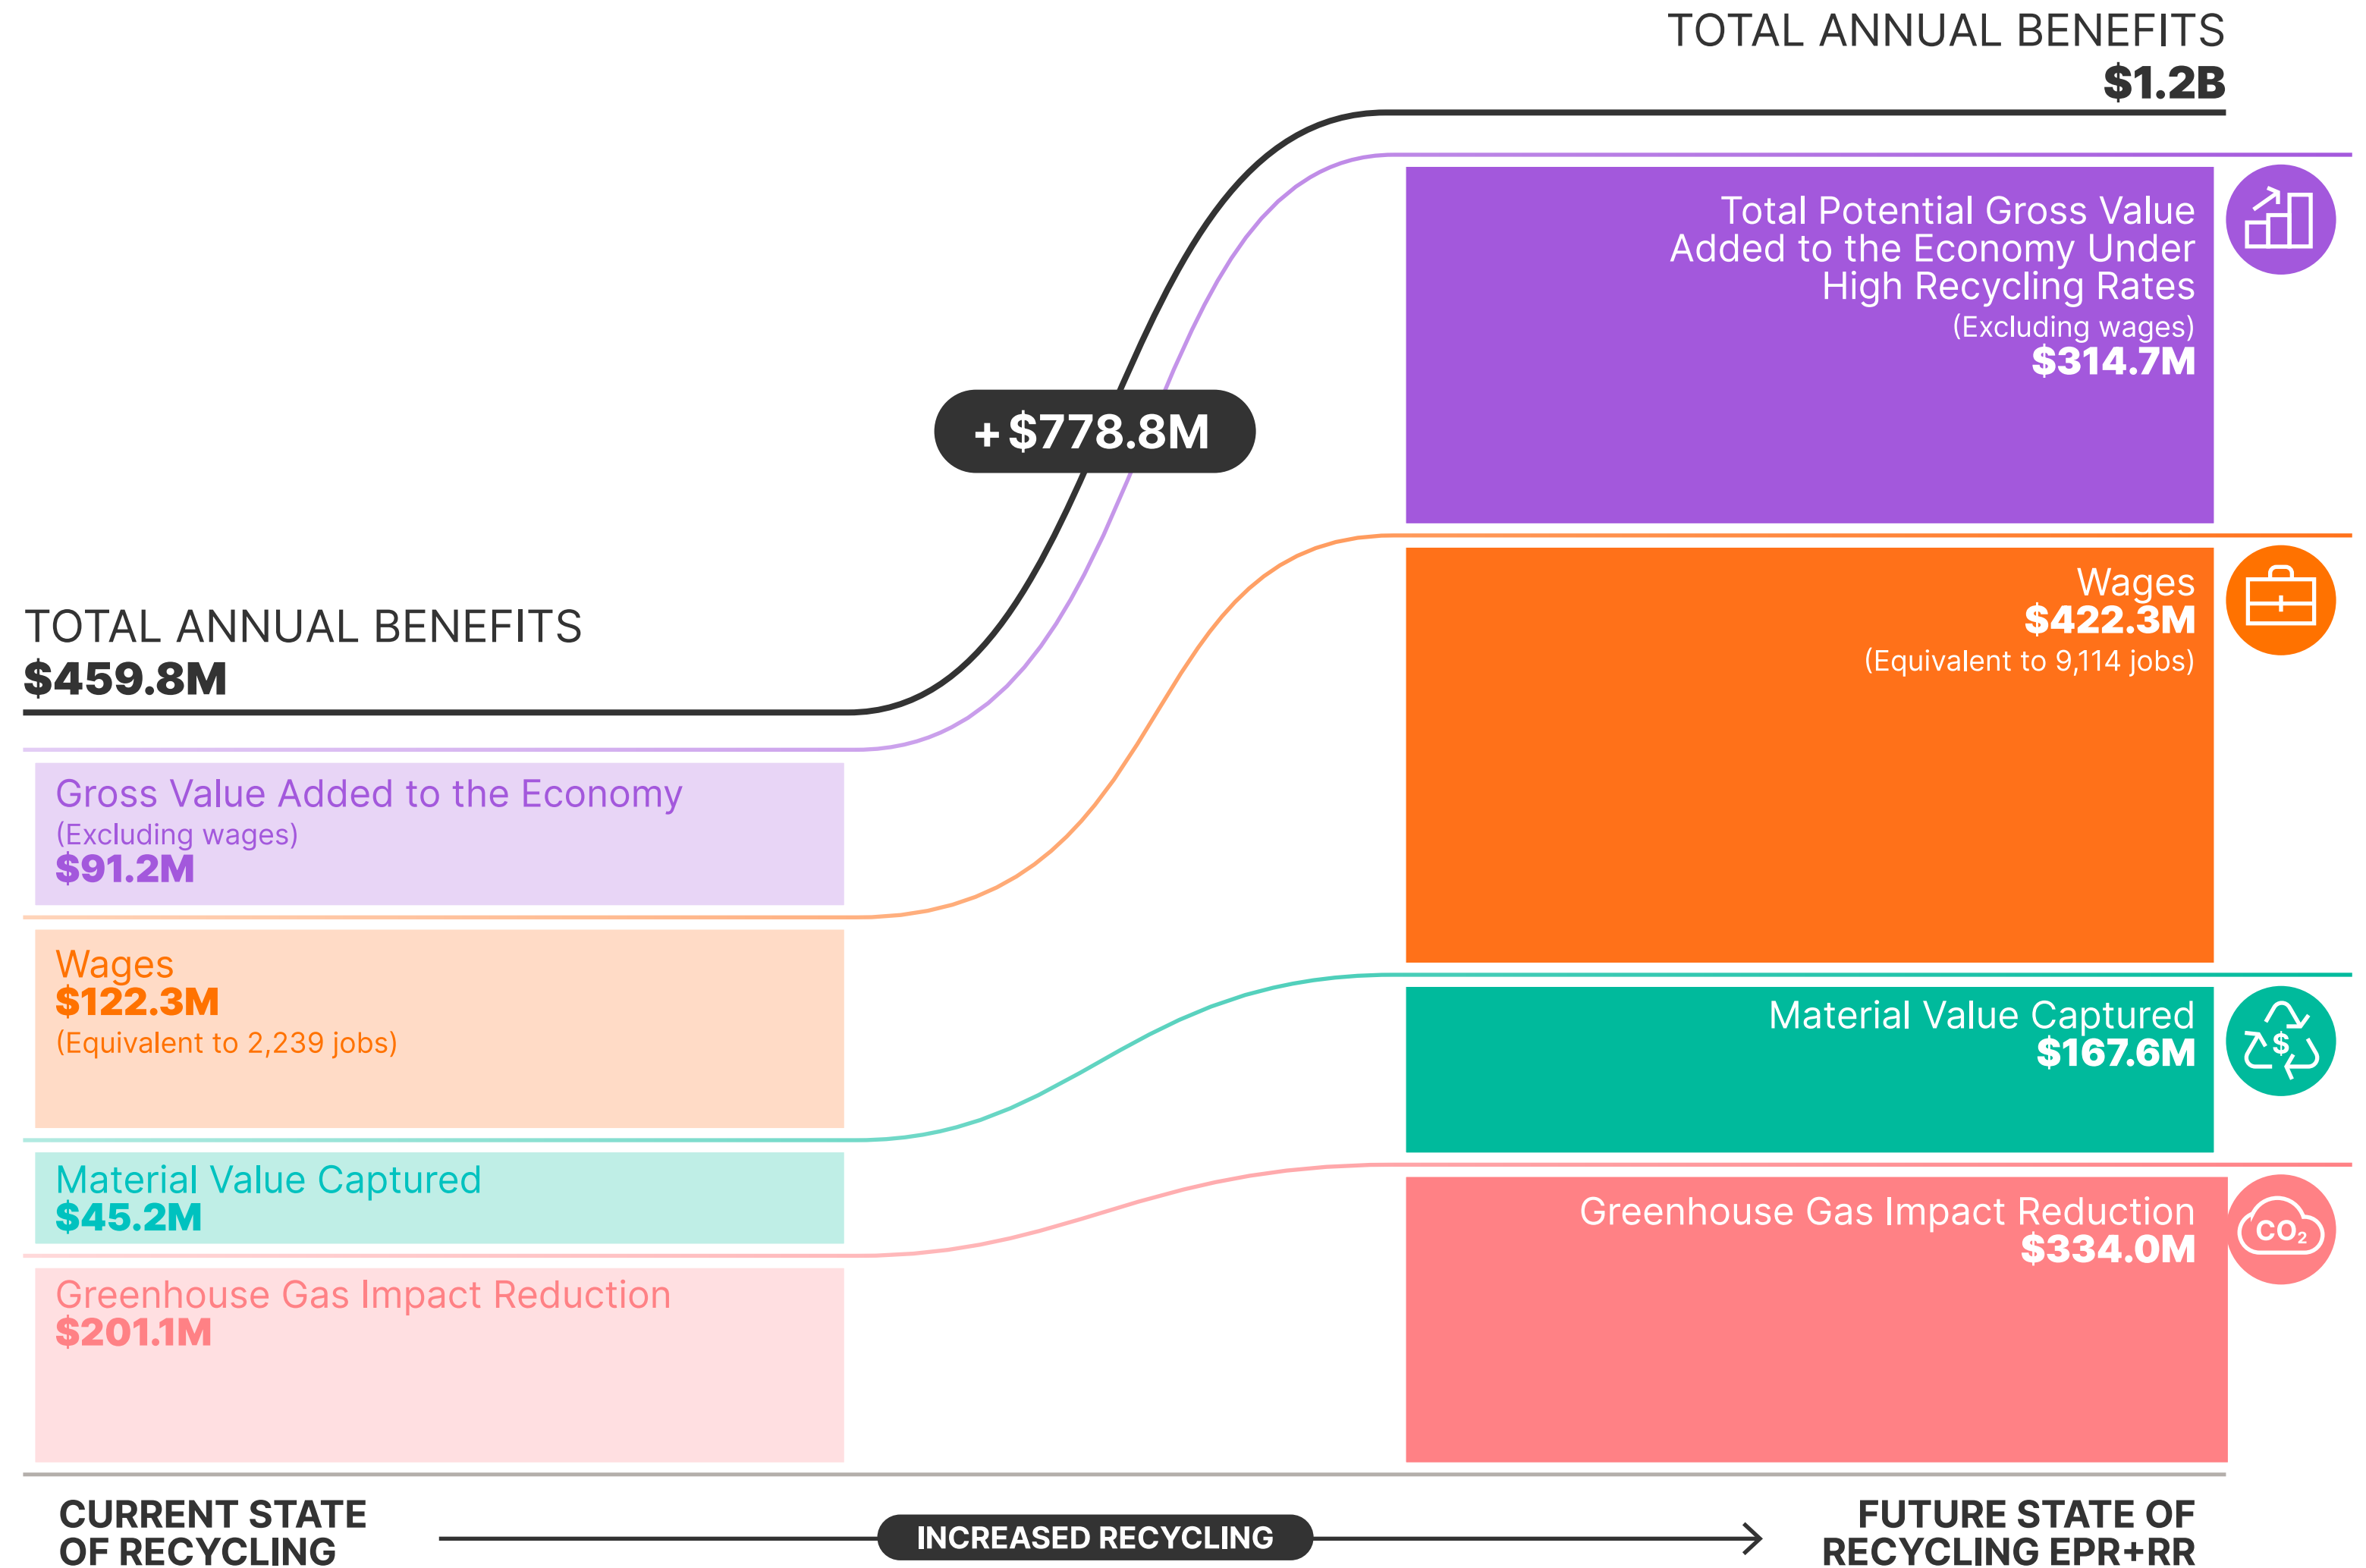 TOTAL ANNUAL BENEFITS
$1.2B
Total Potential Gross Value
Added to the Economy Under
High Recycling Rates
(Excluding wages)
$314.7M
+ $778.8M
Wages
$422.3M
(Equivalent to 9,114 jobs)
TOTAL ANNUAL BENEFITS
$459.8M
Gross Value Added to the Economy
(Excluding wages)
$91.2M
Wages
$122.3M
(Equivalent to 2,239 jobs)
Material Value Captured
$167.6M
$
Material Value Captured
$45.2M
Greenhouse Gas Impact Reduction
$334.0M
CO2
Greenhouse Gas Impact Reduction
$201.1M
CURRENT STATE
OF RECYCLING
INCREASED RECYCLING
FUTURE STATE OF
RECYCLING EPR+RR